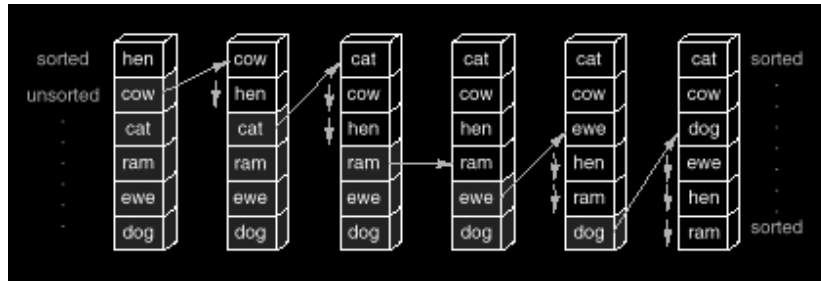 sorted hen cow cat cat cat cat sorted
unsorted cow hen cow cow cow cow
cat cat hen hen ewe dog
ram ram ram ram hen ewe
ewe ewe ewe ewe ram hen
dog dog dog dog dog ram sorted